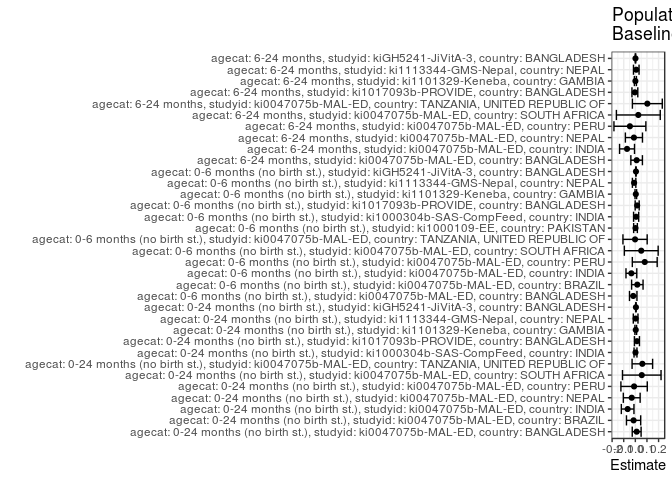 Populat
Baselin
agecat: 6-24 months, studyid: kiGH5241-JiVitA-3, country: BANGLADESH
agecat: 6-24 months, studyid: ki1113344-GMS-Nepal, country: NEPAL
agecat: 6-24 months, studyid: ki1101329-Keneba, country: GAMBIA
agecat: 6-24 months, studyid: ki1017093b-PROVIDE, country: BANGLADESH
agecat: 6-24 months, studyid: ki0047075b-MAL-ED, country: TANZANIA, UNITED REPUBLIC OF
agecat: 6-24 months, studyid: ki0047075b-MAL-ED, country: SOUTH AFRICA
agecat: 6-24 months, studyid: ki0047075b-MAL-ED, country: PERU
agecat: 6-24 months, studyid: ki0047075b-MAL-ED, country: NEPAL
agecat: 6-24 months, studyid: ki0047075b-MAL-ED, country: INDIA
agecat: 6-24 months, studyid: ki0047075b-MAL-ED, country: BANGLADESH
agecat: 0-6 months (no birth st.), studyid: kiGH5241-JiVitA-3, country: BANGLADESH
agecat: 0-6 months (no birth st.), studyid: ki1113344-GMS-Nepal, country: NEPAL
agecat: 0-6 months (no birth st.), studyid: ki1101329-Keneba, country: GAMBIA
agecat: 0-6 months (no birth st.), studyid: ki1017093b-PROVIDE, country: BANGLADESH
agecat: 0-6 months (no birth st.), studyid: ki1000304b-SAS-CompFeed, country: INDIA
agecat: 0-6 months (no birth st.), studyid: ki1000109-EE, country: PAKISTAN
agecat: 0-6 months (no birth st.), studyid: ki0047075b-MAL-ED, country: TANZANIA, UNITED REPUBLIC OF
agecat: 0-6 months (no birth st.), studyid: ki0047075b-MAL-ED, country: SOUTH AFRICA
agecat: 0-6 months (no birth st.), studyid: ki0047075b-MAL-ED, country: PERU
agecat: 0-6 months (no birth st.), studyid: ki0047075b-MAL-ED, country: INDIA
agecat: 0-6 months (no birth st.), studyid: ki0047075b-MAL-ED, country: BRAZIL
agecat: 0-6 months (no birth st.), studyid: ki0047075b-MAL-ED, country: BANGLADESH
agecat: 0-24 months (no birth st.), studyid: kiGH5241-JiVitA-3, country: BANGLADESH
agecat: 0-24 months (no birth st.), studyid: ki1113344-GMS-Nepal, country: NEPAL
agecat: 0-24 months (no birth st.), studyid: ki1101329-Keneba, country: GAMBIA
agecat: 0-24 months (no birth st.), studyid: ki1017093b-PROVIDE, country: BANGLADESH
agecat: 0-24 months (no birth st.), studyid: ki1000304b-SAS-CompFeed, country: INDIA
agecat: 0-24 months (no birth st.), studyid: ki0047075b-MAL-ED, country: TANZANIA, UNITED REPUBLIC OF
agecat: 0-24 months (no birth st.), studyid: ki0047075b-MAL-ED, country: SOUTH AFRICA
agecat: 0-24 months (no birth st.), studyid: ki0047075b-MAL-ED, country: PERU
agecat: 0-24 months (no birth st.), studyid: ki0047075b-MAL-ED, country: NEPAL
agecat: 0-24 months (no birth st.), studyid: ki0047075b-MAL-ED, country: INDIA
agecat: 0-24 months (no birth st.), studyid: ki0047075b-MAL-ED, country: BRAZIL
agecat: 0-24 months (no birth st.), studyid: ki0047075b-MAL-ED, country: BANGLADESH
-0.2 -0.1 0.0 0.1 0.2
Estimate